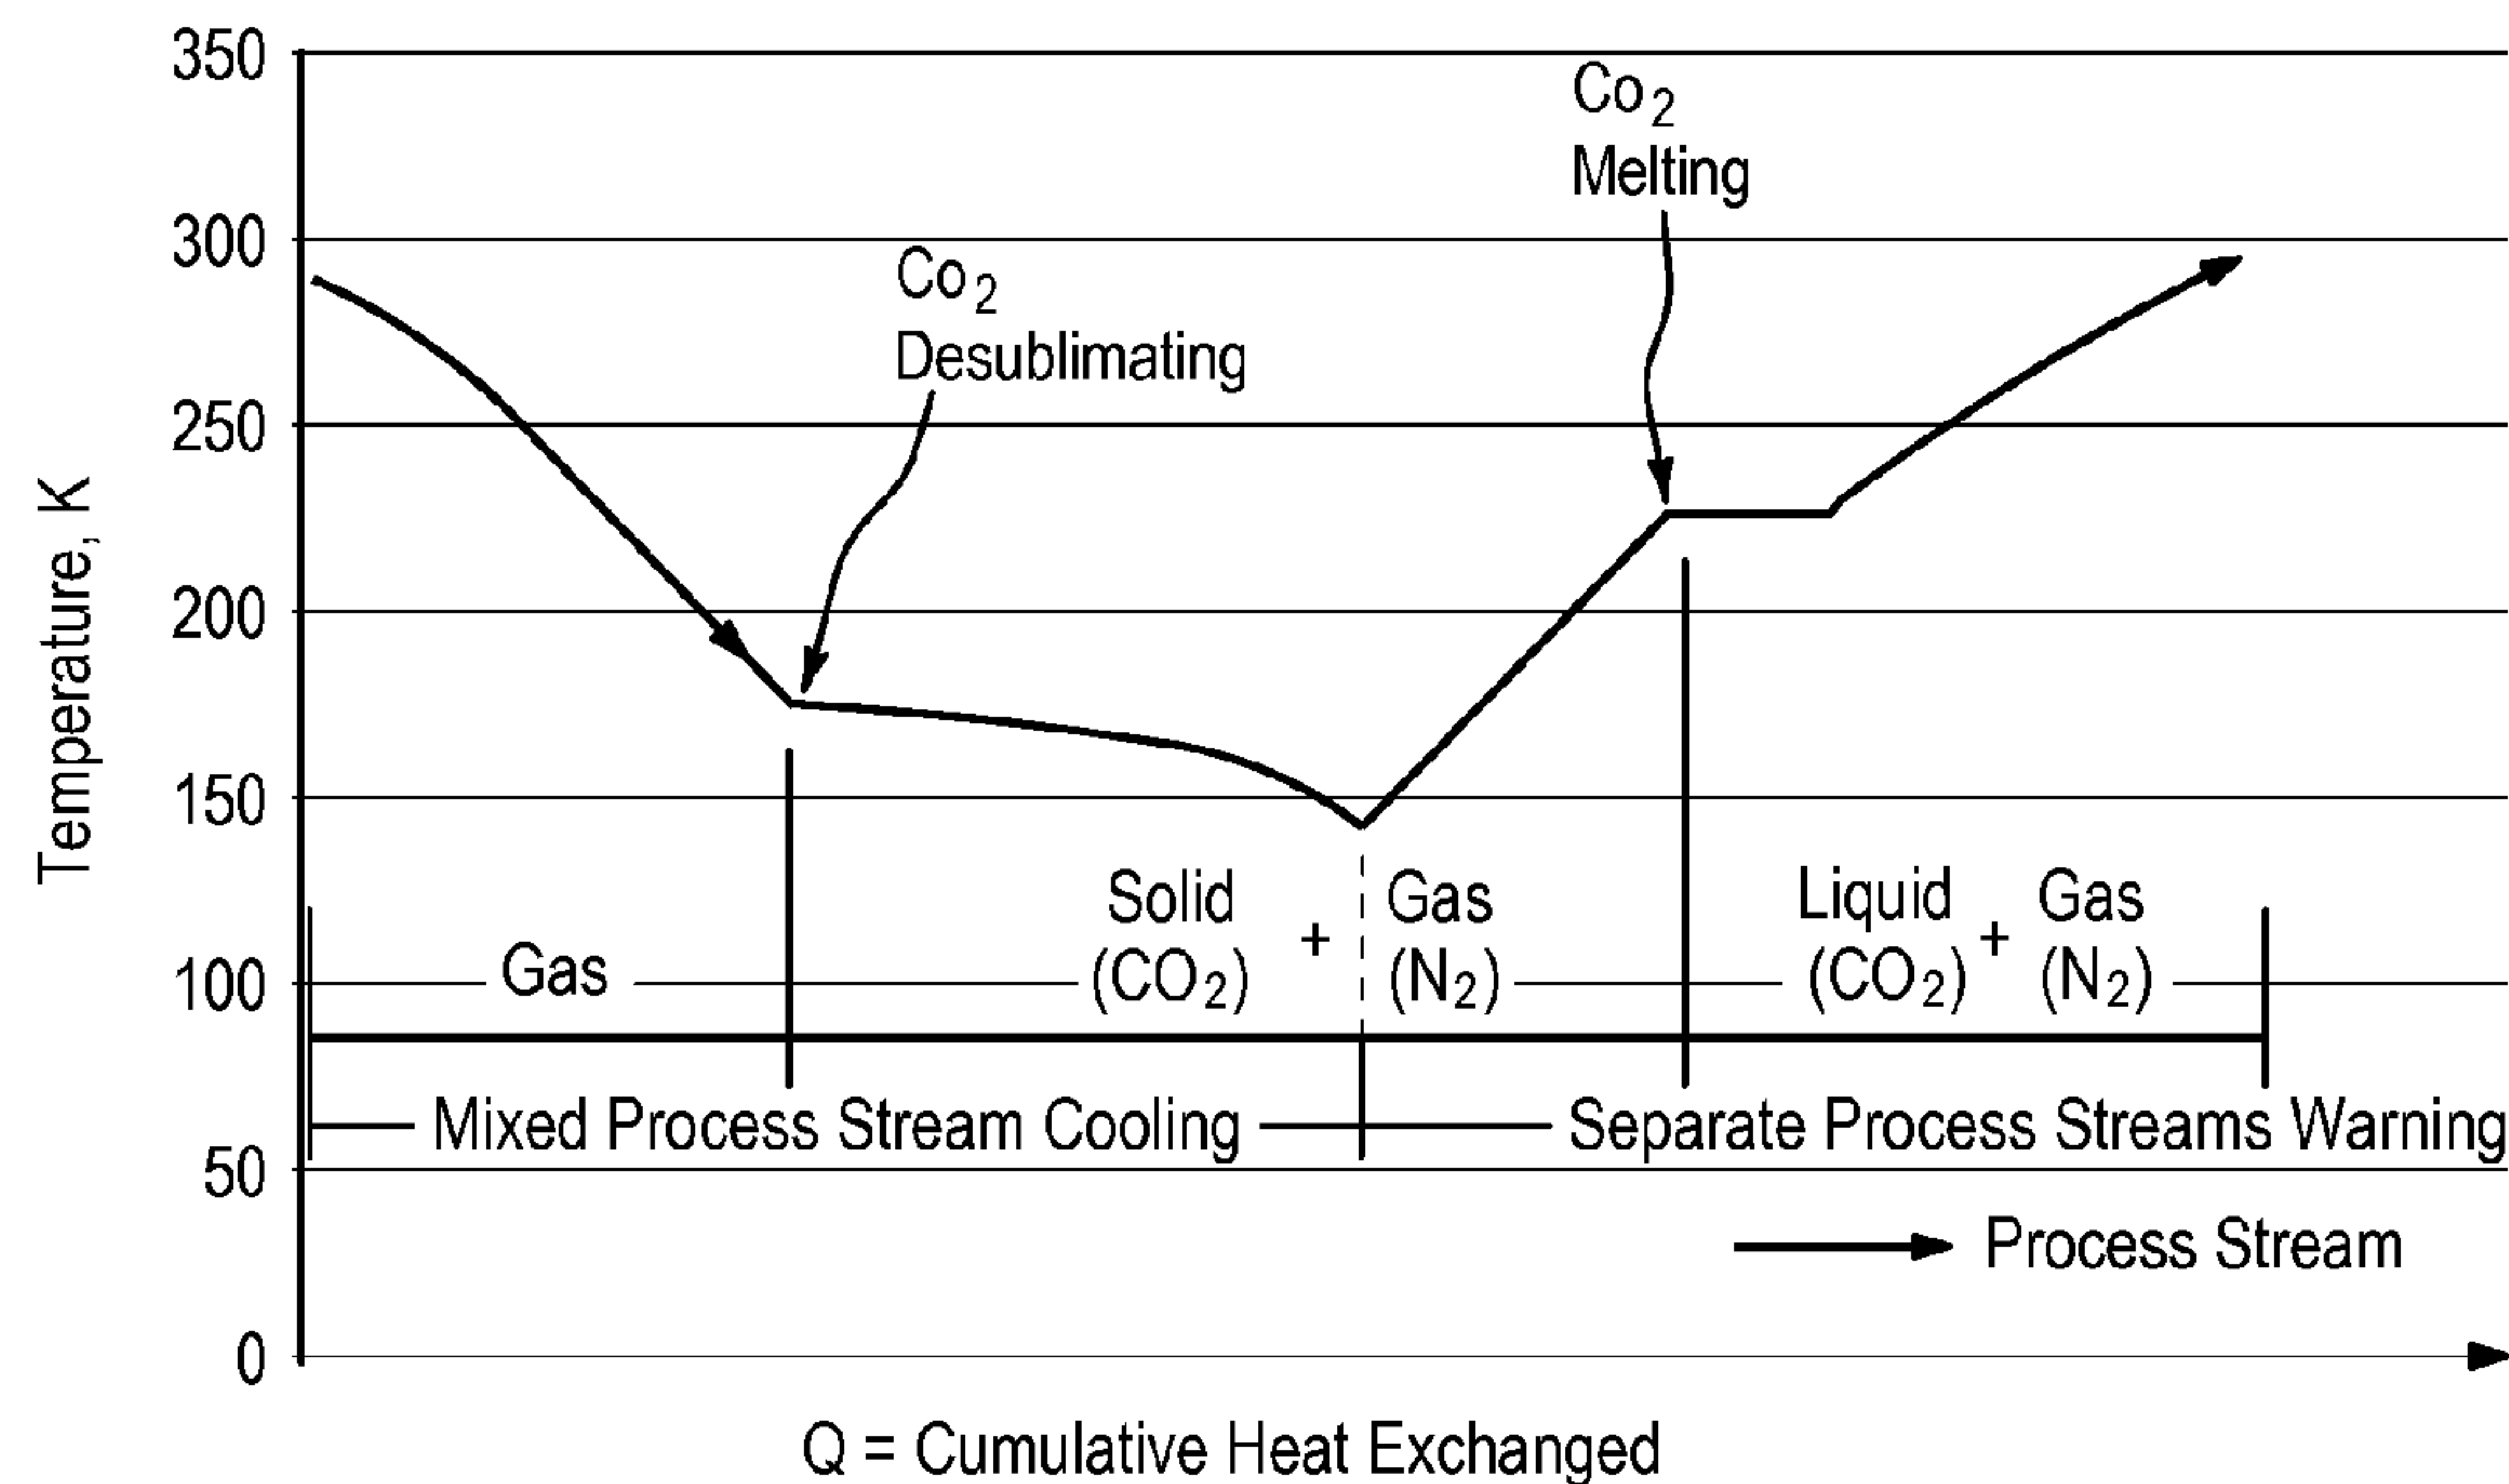 350
300
250
200
150
100
50
0
Temperature, K
Co2
Desublimating
Co2
Melting
Gas
Solid
(CO2)
+
Gas
(N2)
Liquid
(CO2)
+
Gas
(N2)
Mixed Process Stream Cooling
Separate Process Streams Warning
Process Stream
Q = Cumulative Heat Exchanged